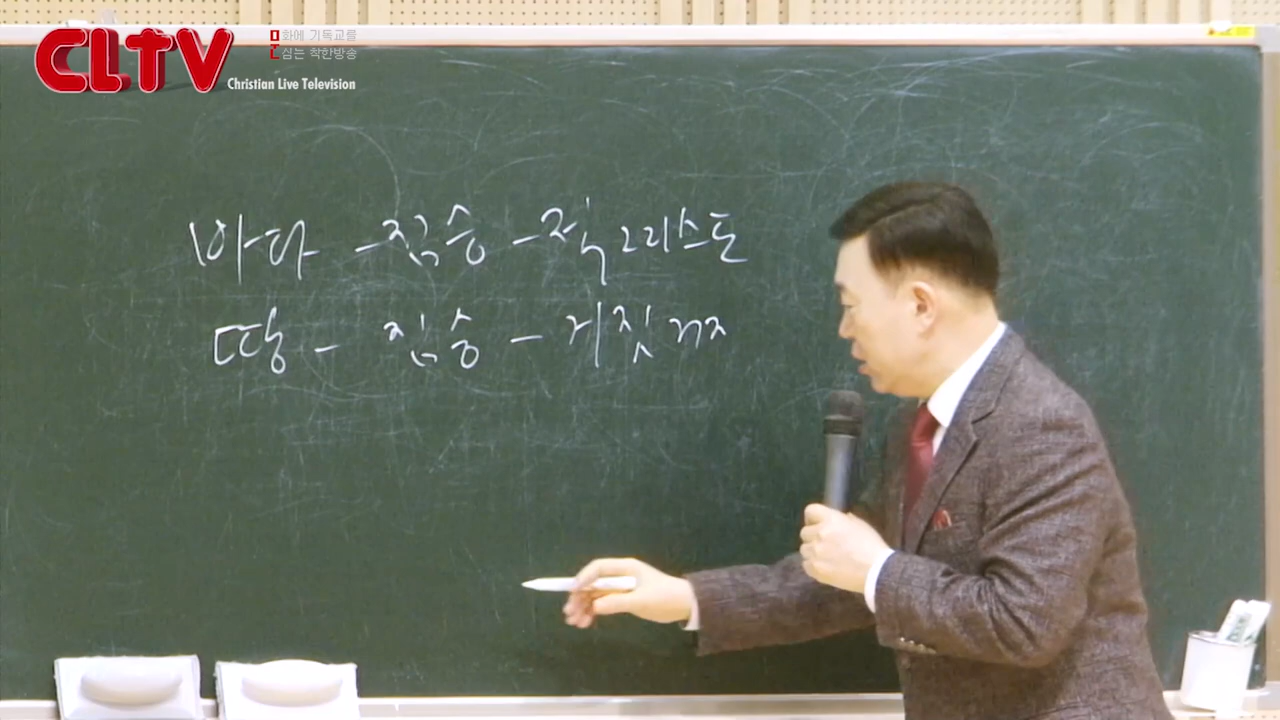 CLTV
문화에 기독교를
심는 착한방송
Christian Live Television
바다 - 짐승 - 적그리스도
땅 - 짐승 - 거짓